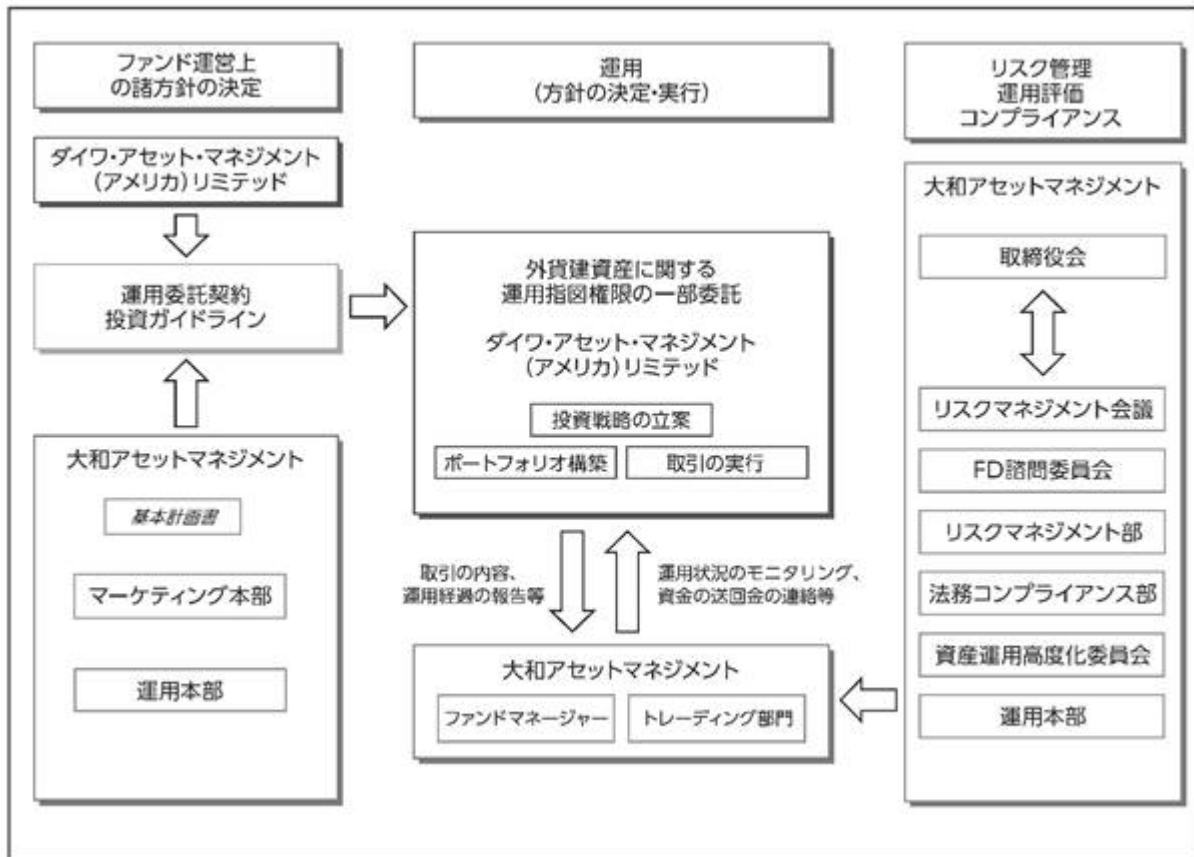 ファンド運営上
の諸方針の決定
ダイワ・アセット・マネジメント
(アメリカ)リミテッド
運用委託契約
投資ガイドライン
大和アセットマネジメント
基本計画書
マーケティング本部
運用本部
運用
(方針の決定・実行)
外貨建資産に関する
運用指図権限の一部委託
ダイワ・アセット・マネジメント
(アメリカ)リミテッド
投資戦略の立案
ポートフォリオ構築
取引の実行
取引の内容、
運用経過の報告等
運用状況のモニタリング、
資金の送回金の連絡等
大和アセットマネジメント
ファンドマネージャー
トレーディング部門
リスク管理
運用評価
コンプライアンス
大和アセットマネジメント
取締役会
リスクマネジメント会議
FD諮問委員会
リスクマネジメント部
法務コンプライアンス部
資産運用高度化委員会
運用本部